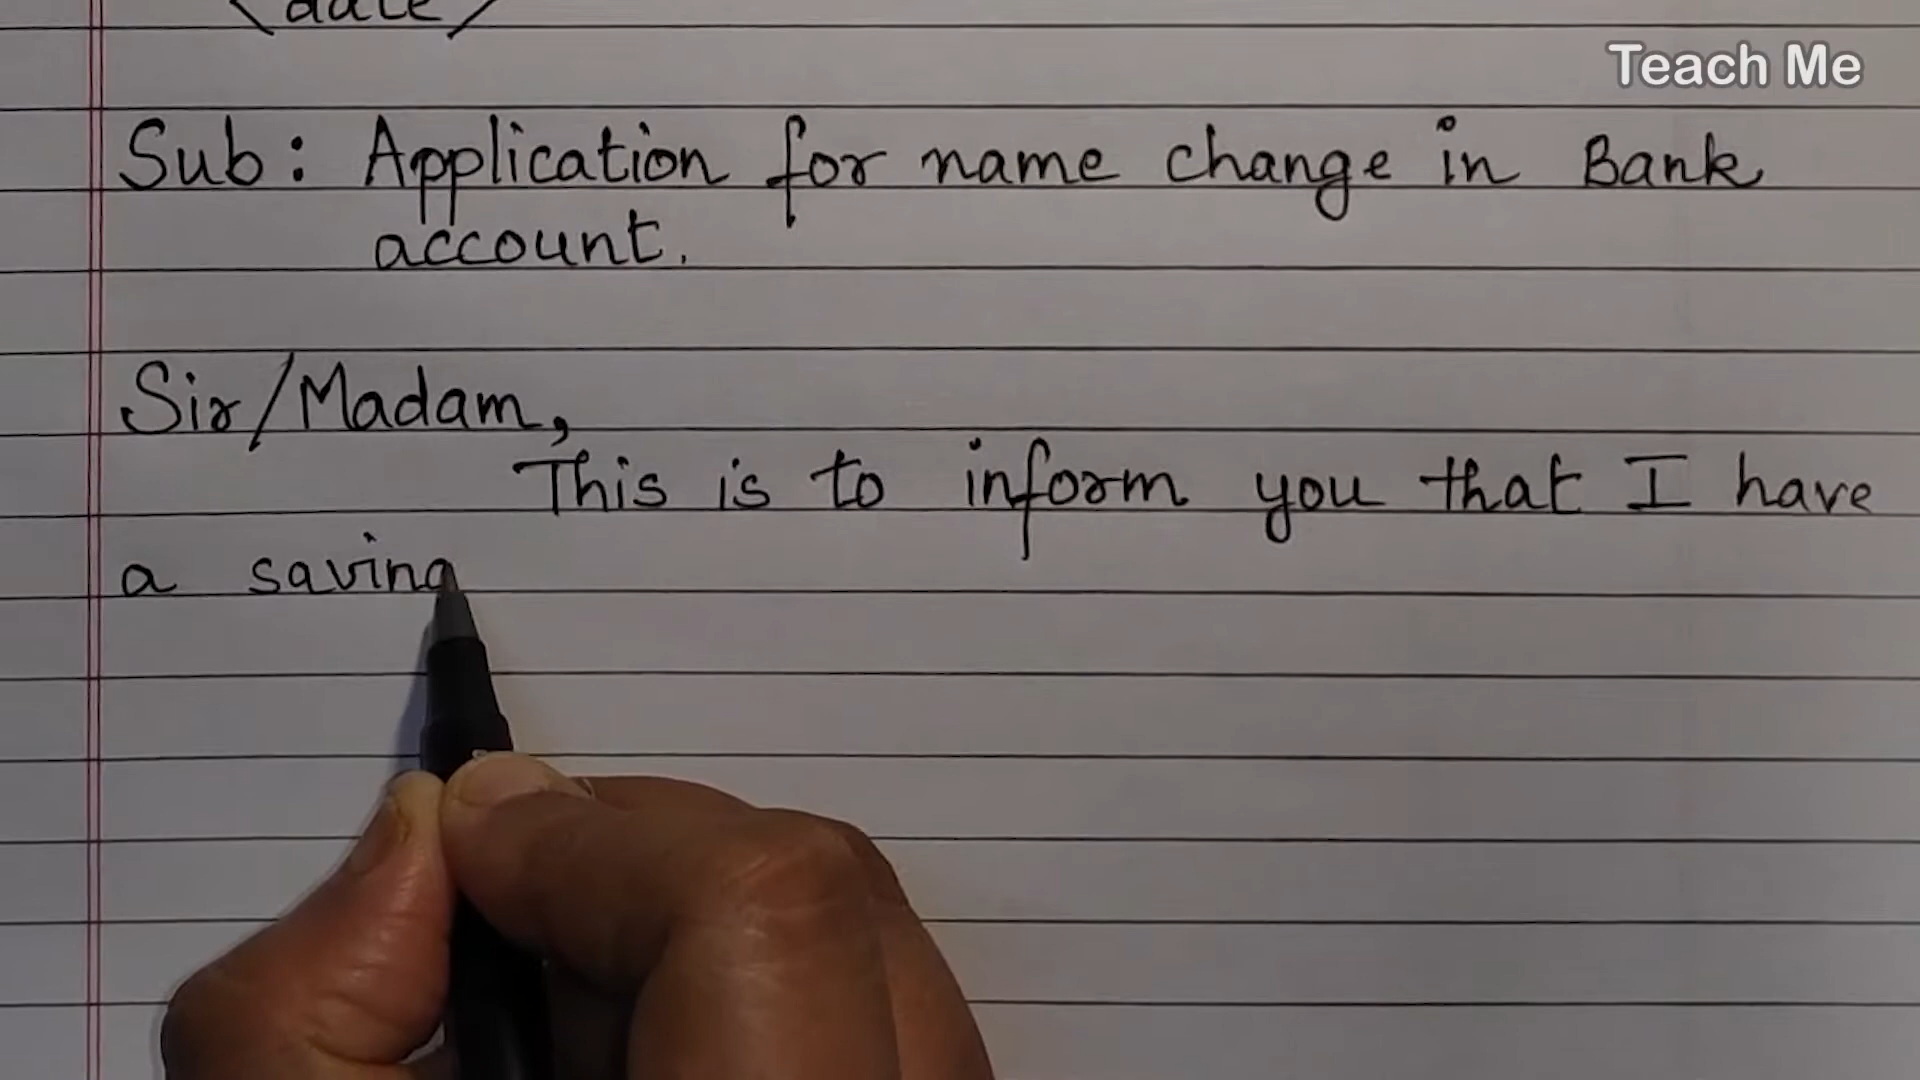 (date)
Teach Me
Sub: Application for name change in Bank
account.
Sir/Madam,
This is to inform you that I have
a saving